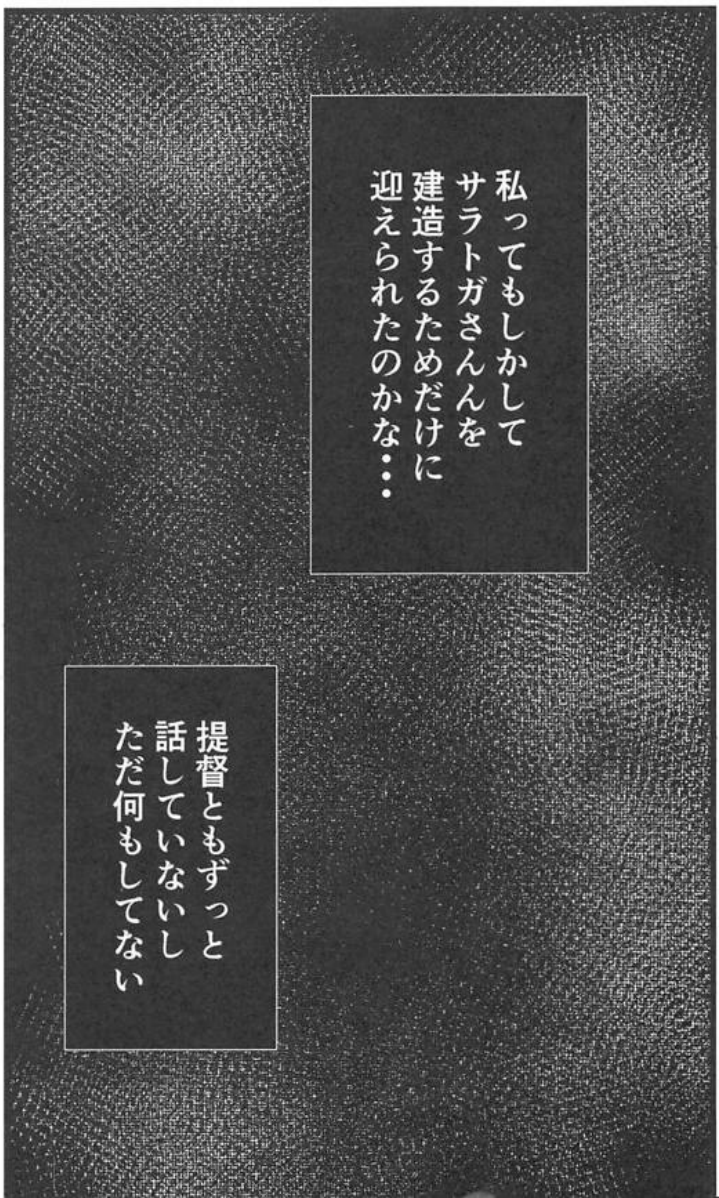 私ってもしかして
サラトガさんんを
建造するためだけに
迎えられたのかな・・・
提督ともずっと
話していないし
ただ何もしてない